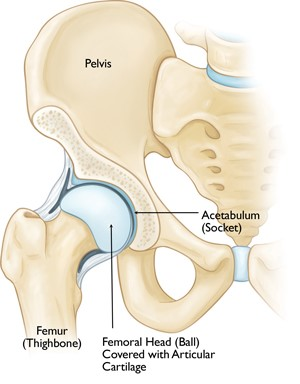 Pelvis
Acetabulum
(Socket)
Femur
(Thighbone)
Femoral Head (Ball)
Covered with Articular
Cartilage